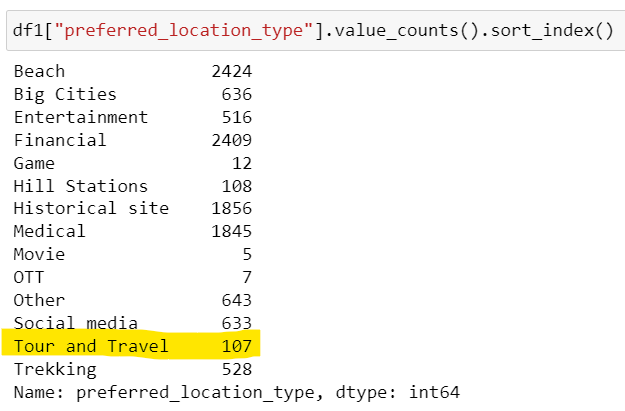 df1["preferred_location_type"].value_counts().sort_index()
Beach 2424
Big Cities 636
Entertainment 516
Financial 2409
Game 12
Hill Stations 108
Historical site 1856
Medical 1845
Movie 5
OTT 7
Other 643
Social media 633
Tour and Travel 107
Trekking 528
Name: preferred_location_type, dtype: int64